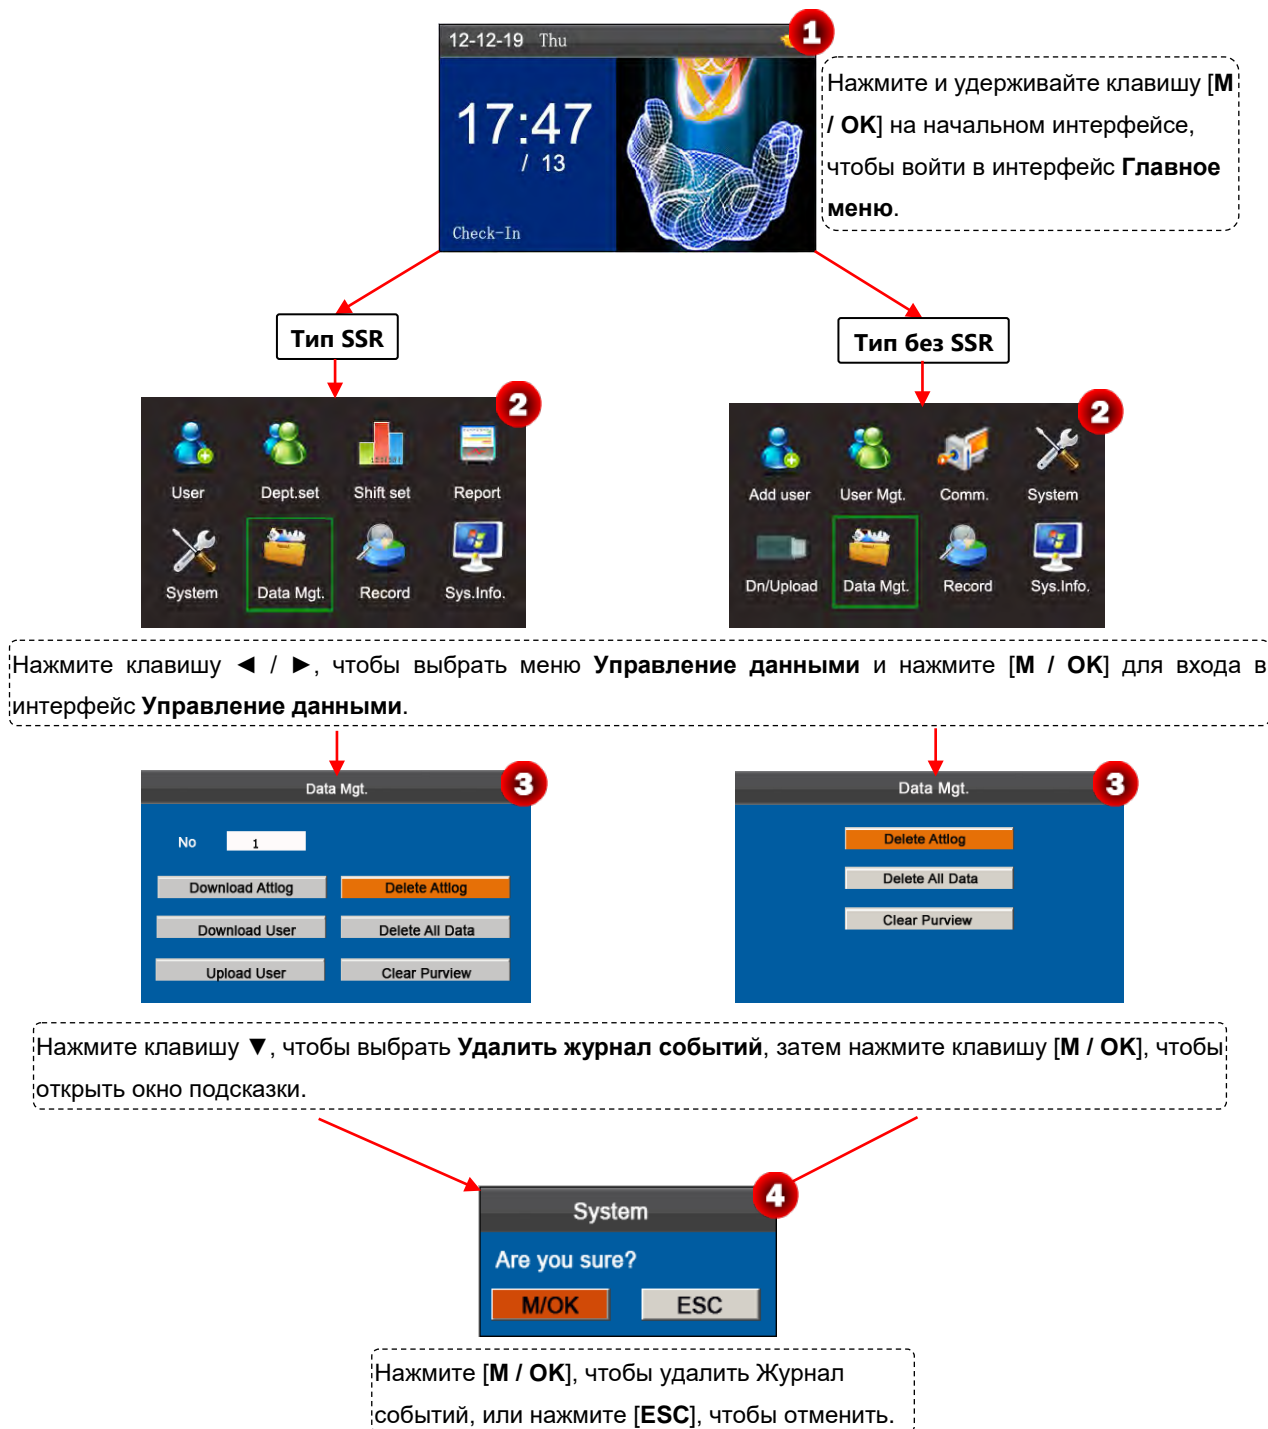 12-12-19 Thu
1
17:47
/ 13
Check-In
Нажмите и удерживайте клавишу [M
/ OK] на начальном интерфейсе,
чтобы войти в интерфейс Главное
меню.
Тип SSR
Тип без SSR
2
User Dept.set Shift set Report
System Data Mgt. Record Sys.Info.
2
Add user User Mgt. Comm. System
Dn/Upload Data Mgt. Record Sys.Info.
Нажмите клавишу ◄ / ►, чтобы выбрать меню Управление данными и нажмите [M / OK] для входа в
интерфейс Управление данными.
Data Mgt.
3
No 1
Download Attlog Delete Attlog
Download User Delete All Data
Upload User Clear Purview
Data Mgt.
3
Delete Attlog
Delete All Data
Clear Purview
Нажмите клавишу ▼, чтобы выбрать Удалить журнал событий, затем нажмите клавишу [M / OK], чтобы
открыть окно подсказки.
System
4
Are you sure?
M/OK ESC
Нажмите [M / OK], чтобы удалить Журнал
событий, или нажмите [ESC], чтобы отменить.